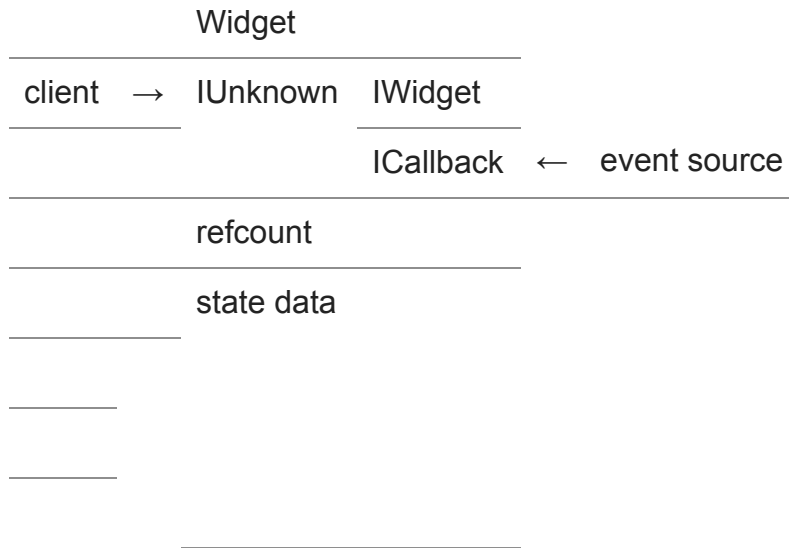 Widget
client → IUnknown IWidget
ICallback ← event source
refcount
state data